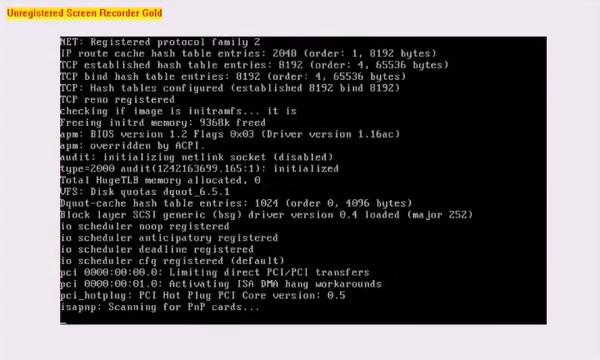 Unregistered Screen Recorder Gold
NET: Registered protocol family 2
IP route cache hash table entries: 2048 (order: 1, 8192 bytes)
TCP established hash table entries: 8192 (order: 4, 65536 bytes)
TCP bind hash table entries: 8192 (order: 4, 65536 bytes)
TCP: Hash tables configured (established 8192 bind 8192)
TCP reno registered
checking if image is initramfs... it is
Freeing initrd memory: 9368k freed
apm: BIOS version 1.2 Flags 0x03 (Driver version 1.16ac)
apm: overridden by ACPI.
audit: initializing netlink socket (disabled)
type=2000 audit(1242163699.165:1): initialized
Total HugeTLB memory allocated, 0
VFS: Disk quotas dquot_6.5.1
Dquot-cache hash table entries: 1024 (order 0, 4096 bytes)
Block layer SCSI generic (bsg) driver version 0.4 loaded (major 252)
io scheduler noop registered
io scheduler anticipatory registered
io scheduler deadline registered
io scheduler cfq registered (default)
pci 0000:00:00.0: Limiting direct PCI/PCI transfers
pci 0000:00:01.0: Activating ISA DMA hang workarounds
pci_hotplug: PCI Hot Plug PCI Core version: 0.5
isapnp: Scanning for PnP cards...